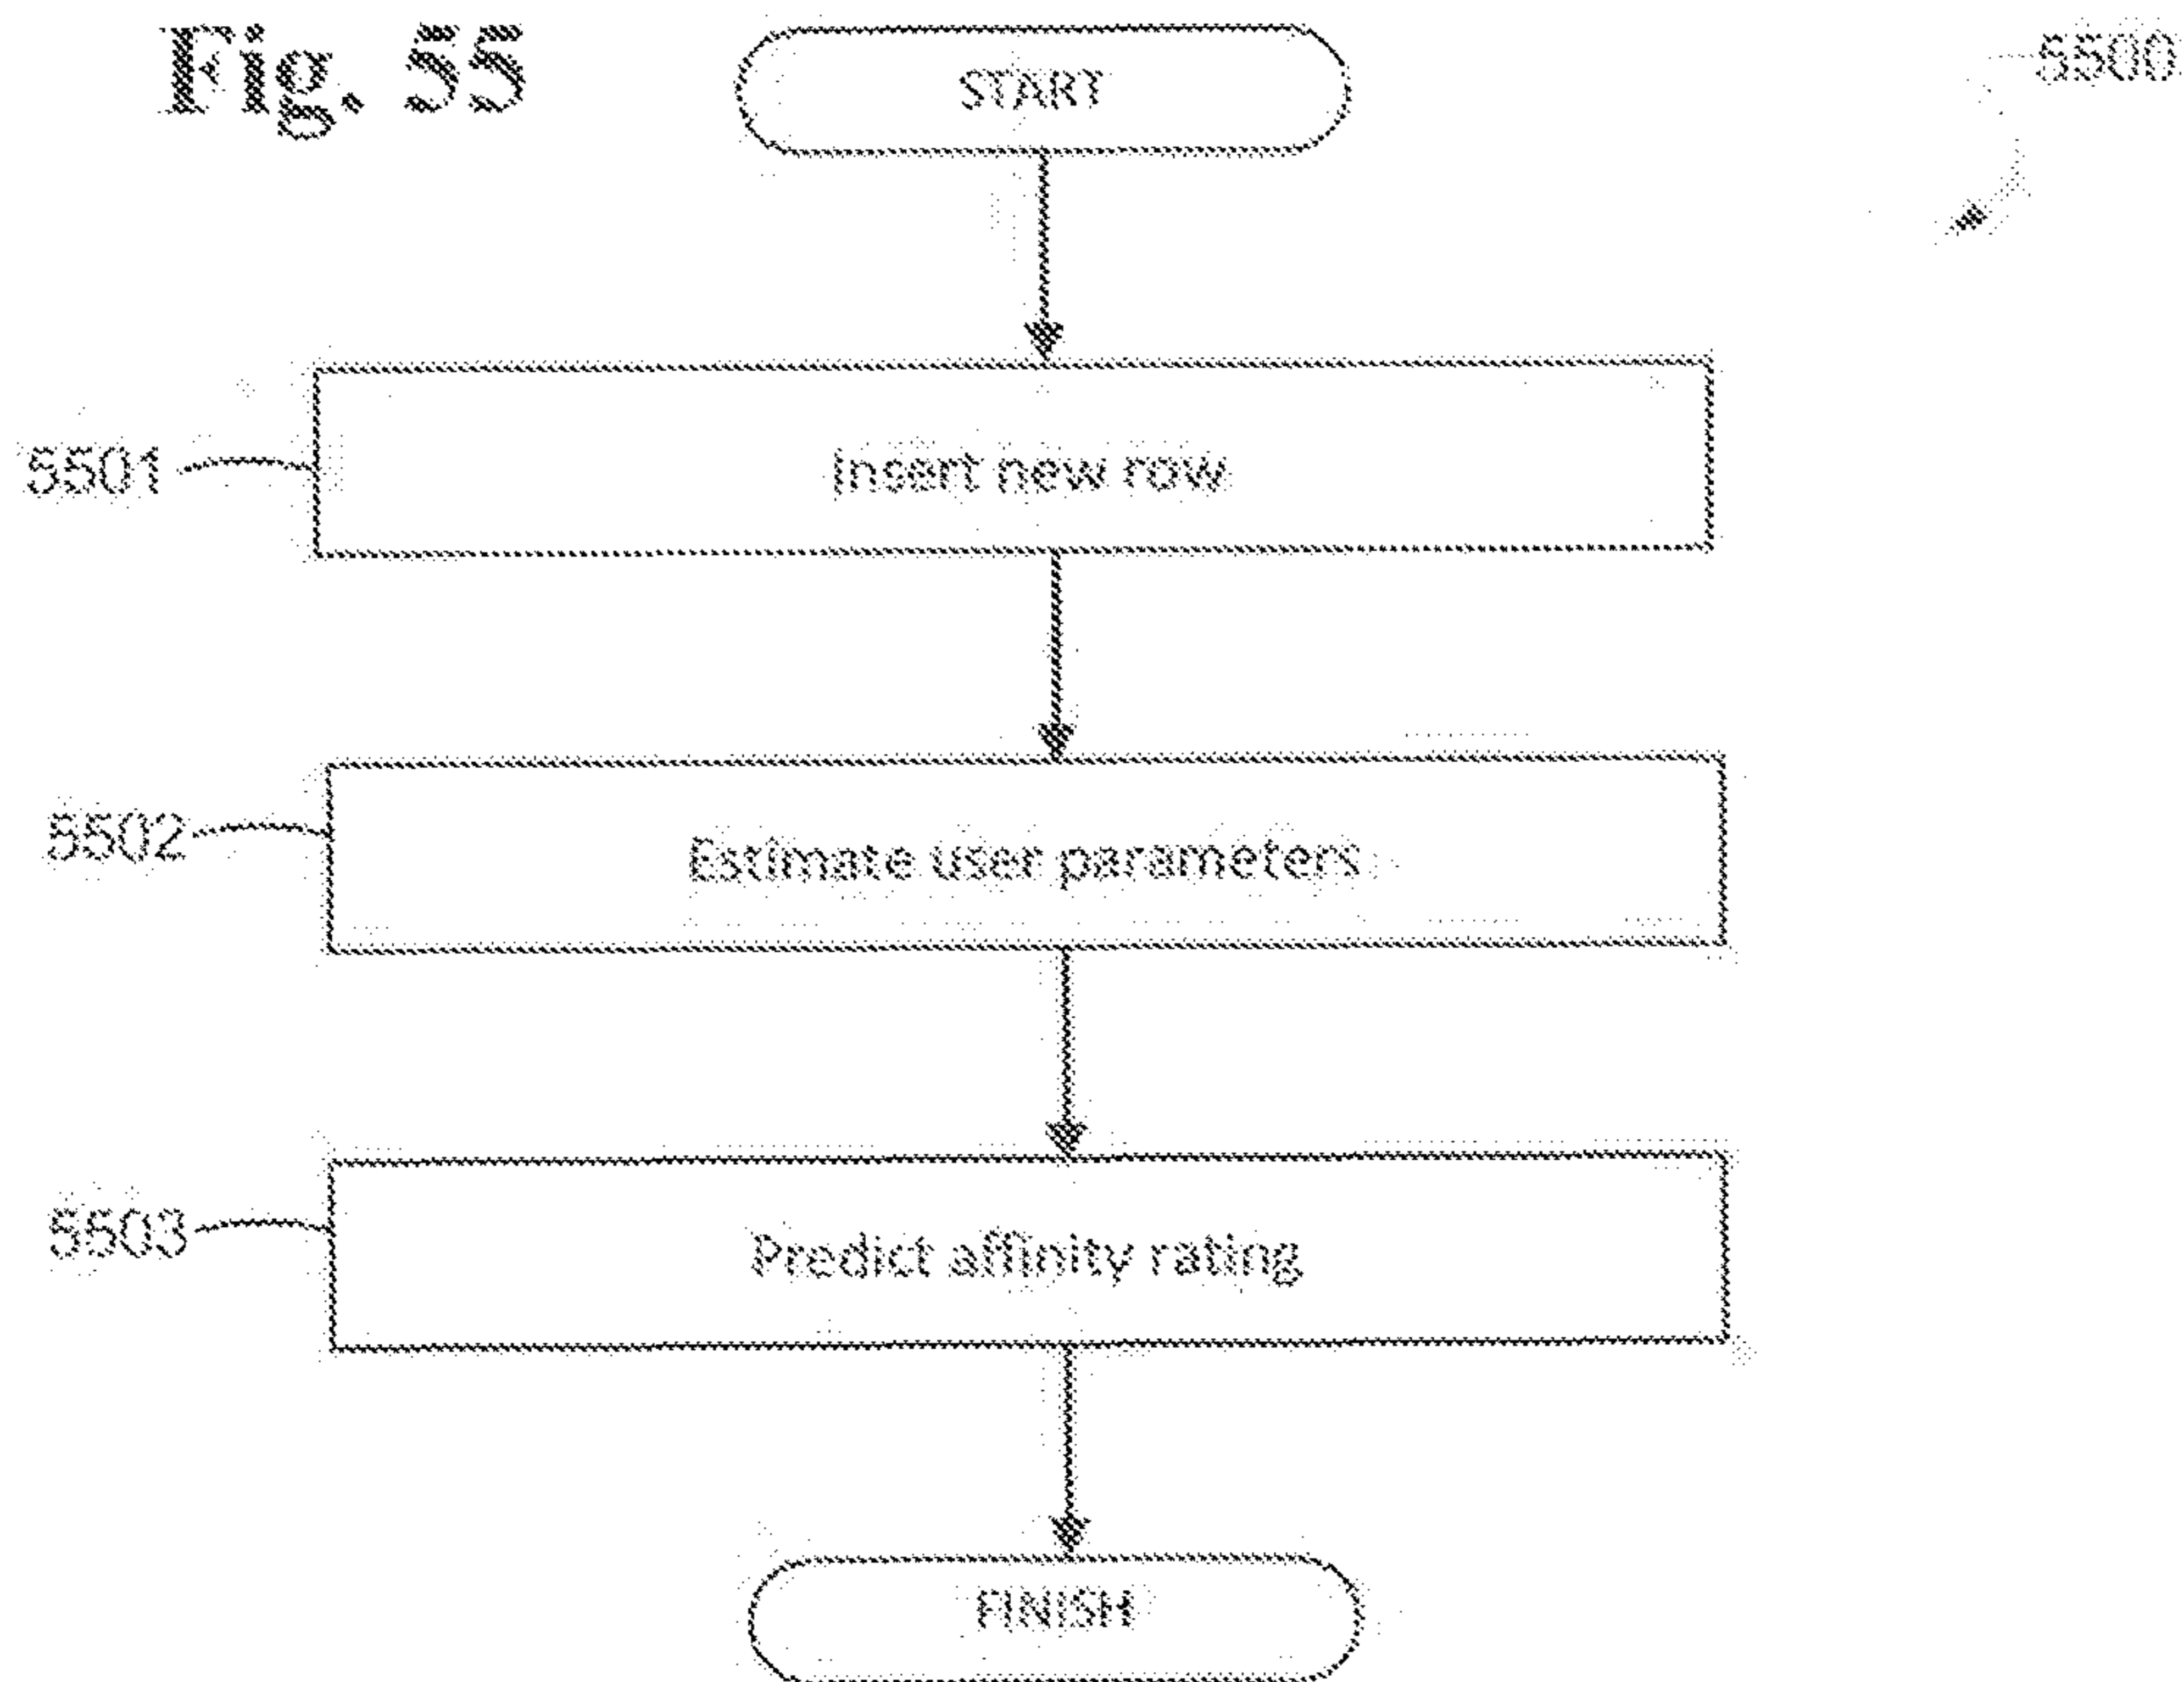 Fig. 55
START
5500
5501
Insert new row
5502
Estimate user parameters
5503
Predict affinity rating
FINISH